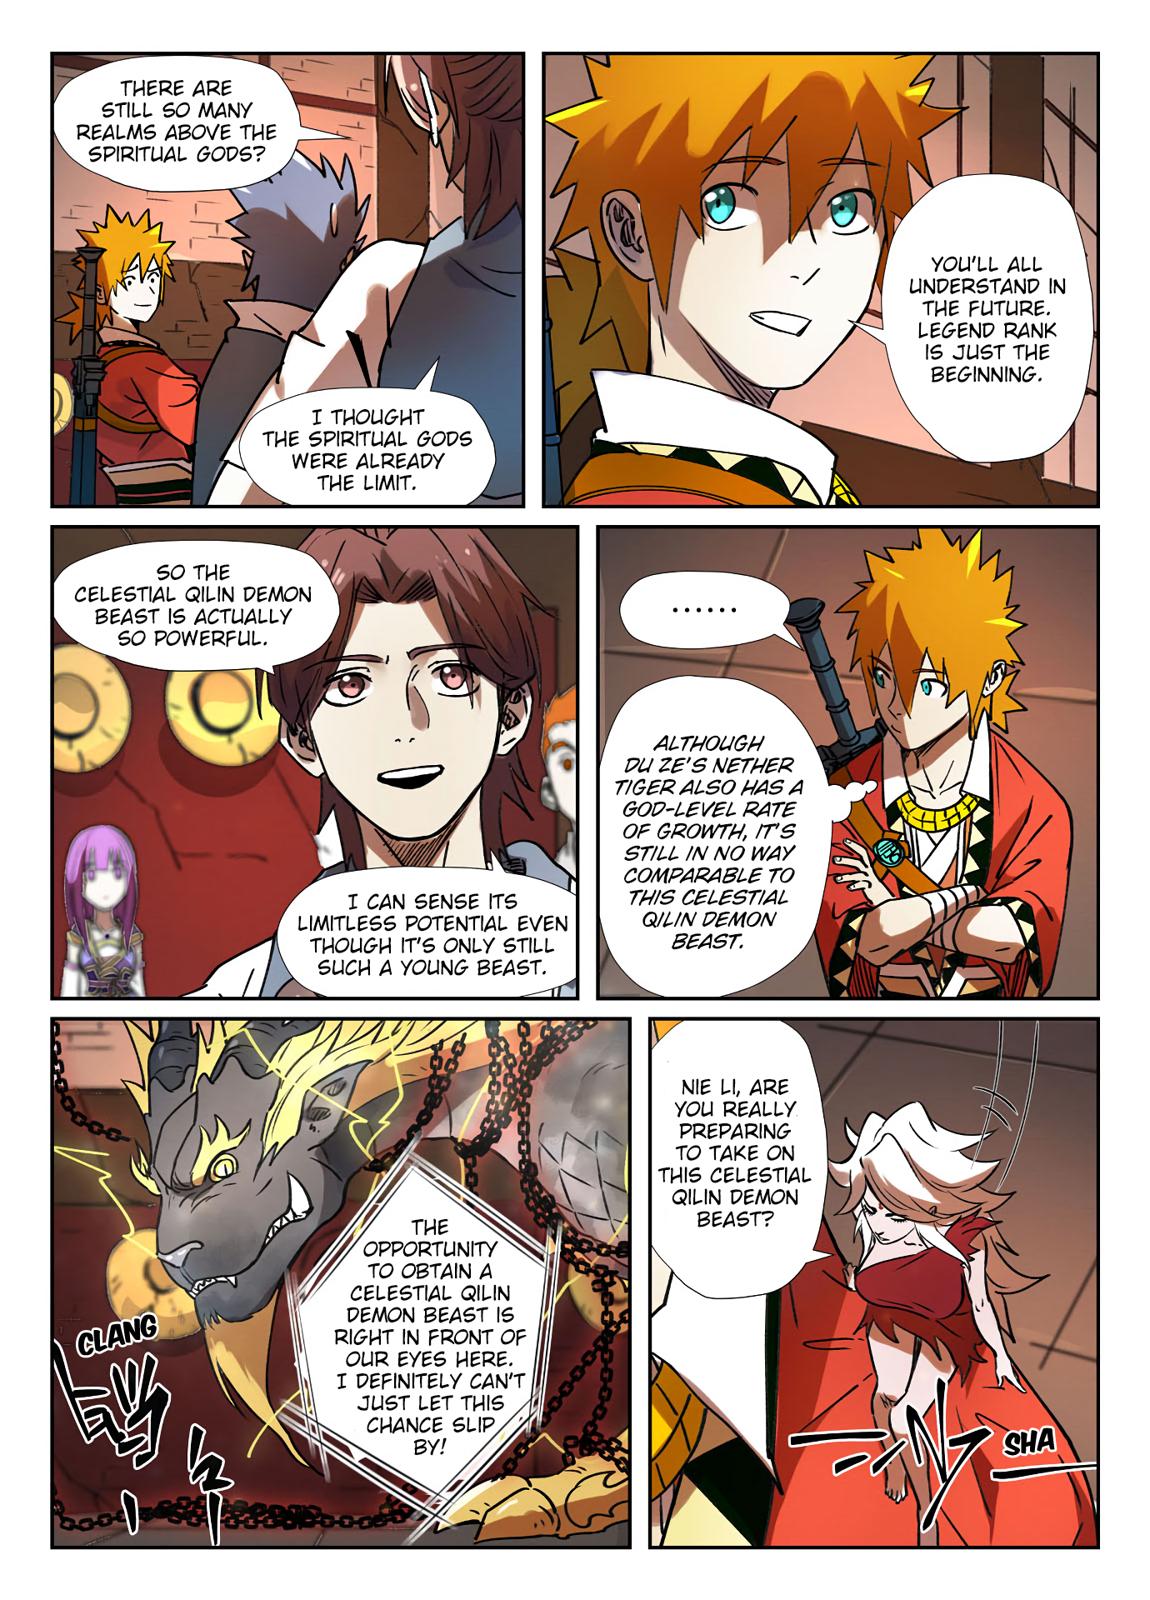 THERE ARE
STILL SO MANY
REALMS ABOVE THE
SPIRITUAL GODS?
I THOUGHT
THE SPIRITUAL GODS
WERE ALREADY
THE LIMIT.
YOU'LL ALL
UNDERSTAND IN
THE FUTURE.
LEGEND RANK
IS JUST THE
BEGINNING.
SO THE
CELESTIAL QILIN DEMON
BEAST IS ACTUALLY
SO POWERFUL.
I CAN SENSE ITS
LIMITLESS POTENTIAL EVEN
THOUGH IT'S ONLY STILL
SUCH A YOUNG BEAST.
......
ALTHOUGH
DU ZE'S NETHER
TIGER ALSO HAS A
GOD-LEVEL RATE
OF GROWTH, IT'S
STILL IN NO WAY
COMPARABLE TO
THIS CELESTIAL
QILIN DEMON
BEAST.
THE
OPPORTUNITY
TO OBTAIN A
CELESTIAL QILIN
DEMON BEAST IS
RIGHT IN FRONT OF
OUR EYES HERE.
I DEFINITELY CAN'T
JUST LET THIS
CHANCE SLIP
BY!
CLANG
NIE LI, ARE
YOU REALLY
PREPARING
TO TAKE ON
THIS CELESTIAL
QILIN DEMON
BEAST?
SHA